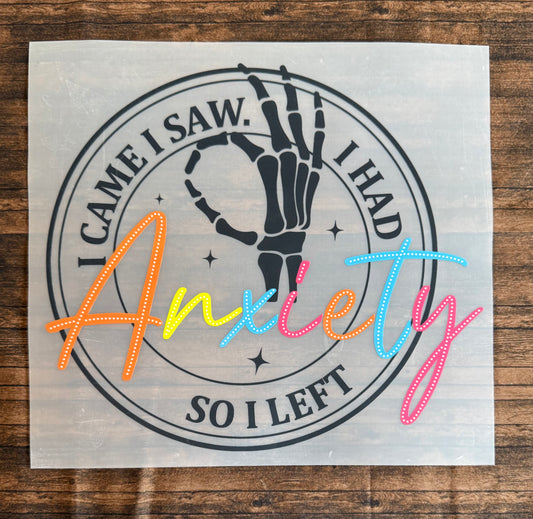 I CAME I SAW. I HAD
Anxiety
SO I LEFT